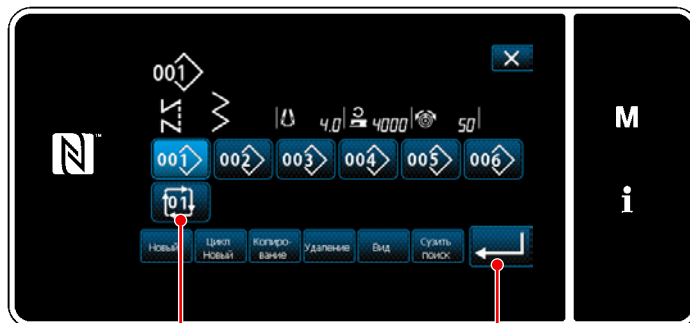 001
4.0 4000 50
001 002 003 004 005 006
01
Новый
Цикл
Новый
Копиро-
вание
Удаление
Вид
Сузить
поиск
M
i